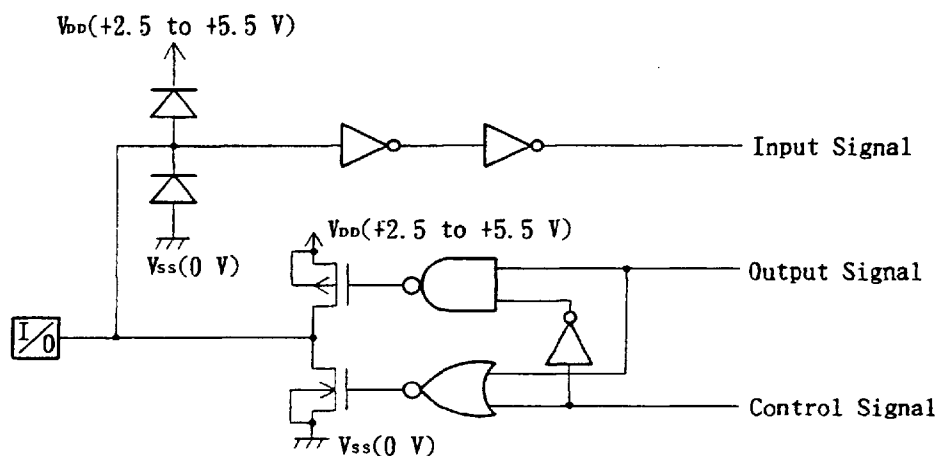 VDD(+2.5 to +5.5 V)
Input Signal
VSS(0 V)
VDD(+2.5 to +5.5 V)
Output Signal
I/O
Control Signal
VSS(0 V)